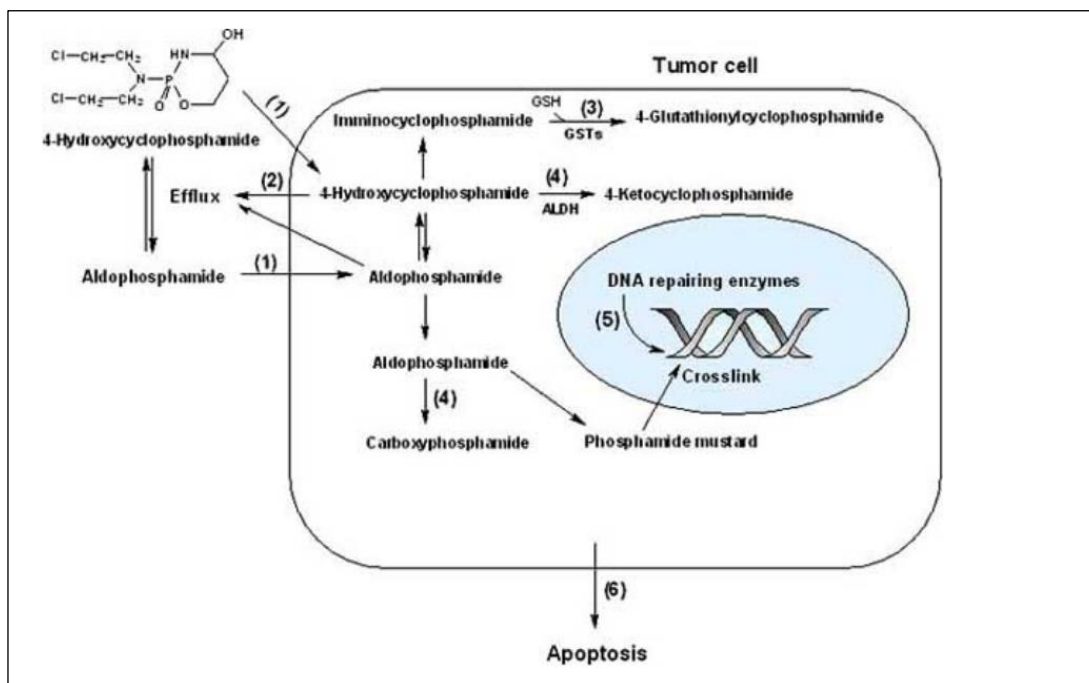 OH
Cl—CH₂—CH₂
HN
N
P
Cl—CH₂—CH₂
O
O
4-Hydroxycyclophosphamide
(1)
Tumor cell
Imminocyclophosphamide
GSH
(3)
GSTs
4-Glutathionylcyclophosphamide
Efflux
(2)
4-Hydroxycyclophosphamide
(4)
ALDH
4-Ketocyclophosphamide
Aldophosphamide
(1)
Aldophosphamide
DNA repairing enzymes
(5)
Crosslink
Aldophosphamide
(4)
Carboxyphosphamide
Phosphamide mustard
(6)
Apoptosis